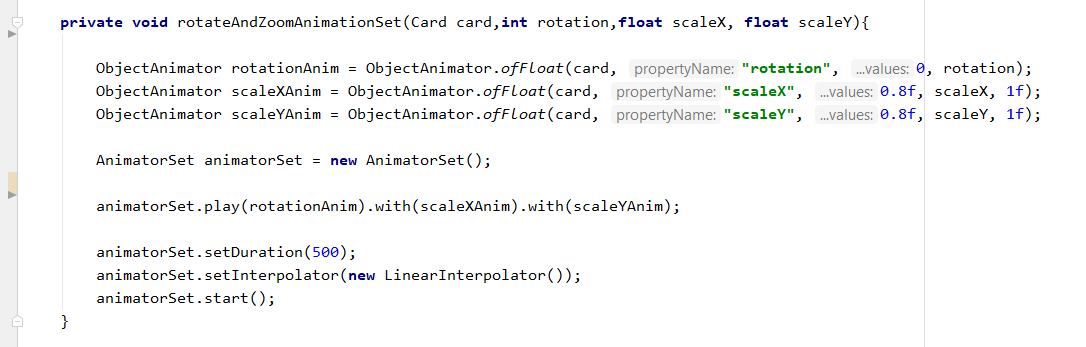 private void rotateAndZoomAnimationSet(Card card,int rotation,float scaleX, float scaleY){
ObjectAnimator rotationAnim = ObjectAnimator.ofFloat(card, propertyName: "rotation", ...values: 0, rotation);
ObjectAnimator scaleXAnim = ObjectAnimator.ofFloat(card, propertyName: "scaleX", ...values: 0.8f, scaleX, 1f);
ObjectAnimator scaleYAnim = ObjectAnimator.ofFloat(card, propertyName: "scaleY", ...values: 0.8f, scaleY, 1f);
AnimatorSet animatorSet = new AnimatorSet();
animatorSet.play(rotationAnim).with(scaleXAnim).with(scaleYAnim);
animatorSet.setDuration(500);
animatorSet.setInterpolator(new LinearInterpolator());
animatorSet.start();
}